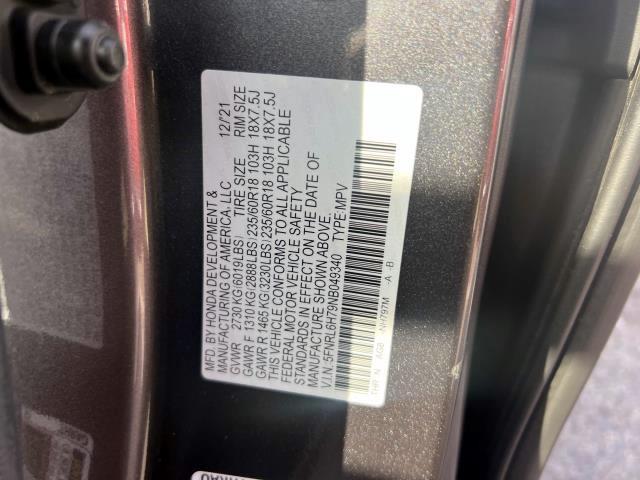 MFD. BY HONDA DEVELOPMENT &
MANUFACTURING OF AMERICA, LLC 12/21
GVWR 2730 KG(6019LBS) TIRE SIZE RIM SIZE
GAWR F 1310 KG(2888LBS)235/60R18 103H 18X7.5J
GAWR R 1465 KG(3230LBS)235/60R18 103H 18X7.5J
THIS VEHICLE CONFORMS TO ALL APPLICABLE
FEDERAL MOTOR VEHICLE SAFETY
STANDARDS IN EFFECT ON THE DATE OF
MANUFACTURE SHOWN ABOVE.
V.I.N. 5FNRL6H79NB049340 TYPE:MPV
THR N AGB NH797M -A -B